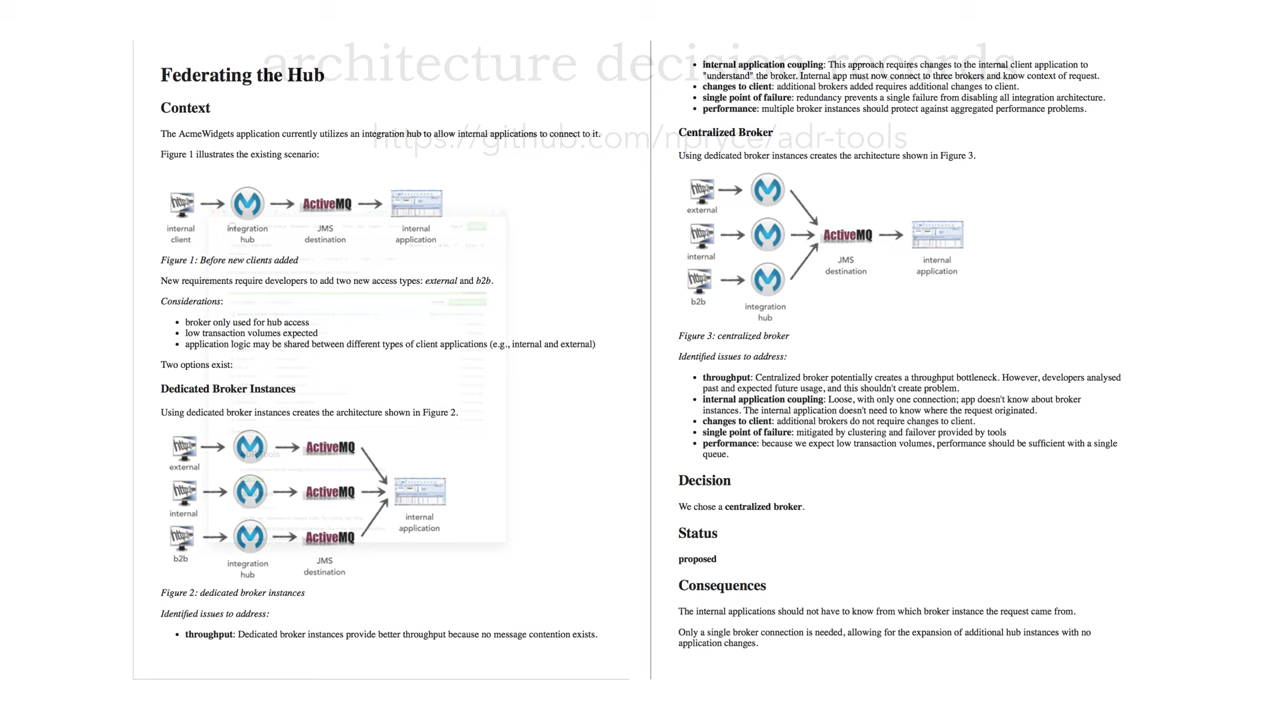 architecture decision records
https://github.com/npryce/adr-tools
Federating the Hub
Context
The AcmeWidgets application currently utilizes an integration hub to allow internal applications to connect to it.
Figure 1 illustrates the existing scenario:
http://
ActiveMQ
internal
client
integration
hub
JMS
destination
internal
application
Figure 1: Before new clients added
New requirements require developers to add two new access types: external and b2b.
Considerations:
• broker only used for hub access
• low transaction volumes expected
• application logic may be shared between different types of client applications (e.g., internal and external)
Two options exist:
Dedicated Broker Instances
Using dedicated broker instances creates the architecture shown in Figure 2.
http://
ActiveMQ
external
http://
ActiveMQ
internal
internal
application
http://
ActiveMQ
b2b
integration
hub
JMS
destination
Figure 2: dedicated broker instances
Identified issues to address:
• throughput: Dedicated broker instances provide better throughput because no message contention exists.
• internal application coupling: This approach requires changes to the internal client application to
"understand" the broker. Internal app must now connect to three brokers and know context of request.
• changes to client: additional brokers added requires additional changes to client.
• single point of failure: redundancy prevents a single failure from disabling all integration architecture.
• performance: multiple broker instances should protect against aggregated performance problems.
Centralized Broker
Using dedicated broker instances creates the architecture shown in Figure 3.
http://
external
http://
ActiveMQ
internal
JMS
destination
internal
application
http://
b2b
integration
hub
Figure 3: centralized broker
Identified issues to address:
• throughput: Centralized broker potentially creates a throughput bottleneck. However, developers analysed
past and expected future usage, and this shouldn't create problem.
• internal application coupling: Loose, with only one connection; app doesn't know about broker
instances. The internal application doesn't need to know where the request originated.
• changes to client: additional brokers do not require changes to client.
• single point of failure: mitigated by clustering and failover provided by tools
• performance: because we expect low transaction volumes, performance should be sufficient with a single
queue.
Decision
We chose a centralized broker.
Status
proposed
Consequences
The internal applications should not have to know from which broker instance the request came from.
Only a single broker connection is needed, allowing for the expansion of additional hub instances with no
application changes.